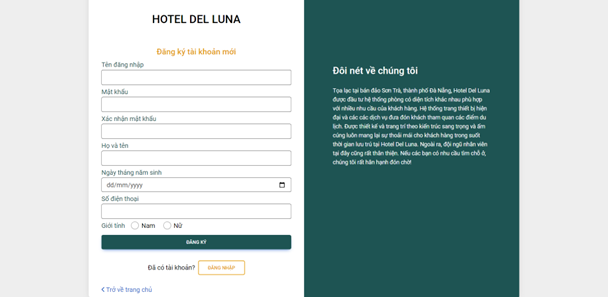 HOTEL DEL LUNA
Đăng ký tài khoản mới
Tên đăng nhập
Mật khẩu
Xác nhận mật khẩu
Họ và tên
Ngày tháng năm sinh
dd/mm/yyyy
Số điện thoại
Giới tính Nam Nữ
ĐĂNG KÝ
Đã có tài khoản? ĐĂNG NHẬP
Trở về trang chủ
Đôi nét về chúng tôi
Tọa lạc tại bán đảo Sơn Trà, thành phố Đà Nẵng, Hotel Del Luna
được đầu tư hệ thống phòng có diện tích khác nhau phù hợp
với nhiều nhu cầu của khách hàng. Hệ thống trang thiết bị hiện
đại và các các dịch vụ đưa đón khách tham quan các điểm du
lịch. Được thiết kế và trang trí theo kiến trúc sang trọng và ấm
cúng luôn mang lại sự thoải mái cho khách hàng trong suốt
thời gian lưu trú tại Hotel Del Luna. Ngoài ra, đội ngũ nhân viên
tại đây cũng rất thân thiện. Nếu các bạn có nhu cầu tìm chỗ ở,
chúng tôi rất hân hạnh đón chờ!